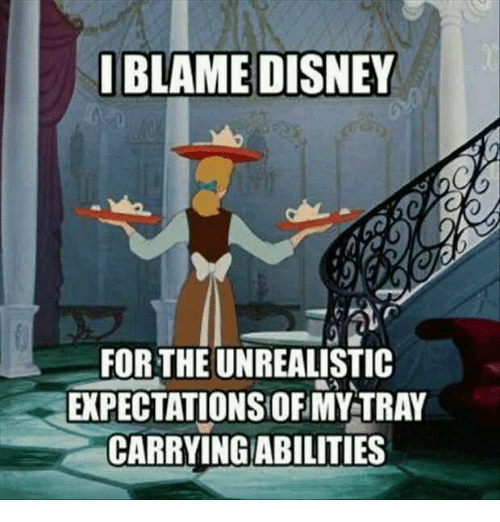 I BLAME DISNEY
FOR THE UNREALISTIC
EXPECTATIONS OF MY TRAY
CARRYING ABILITIES